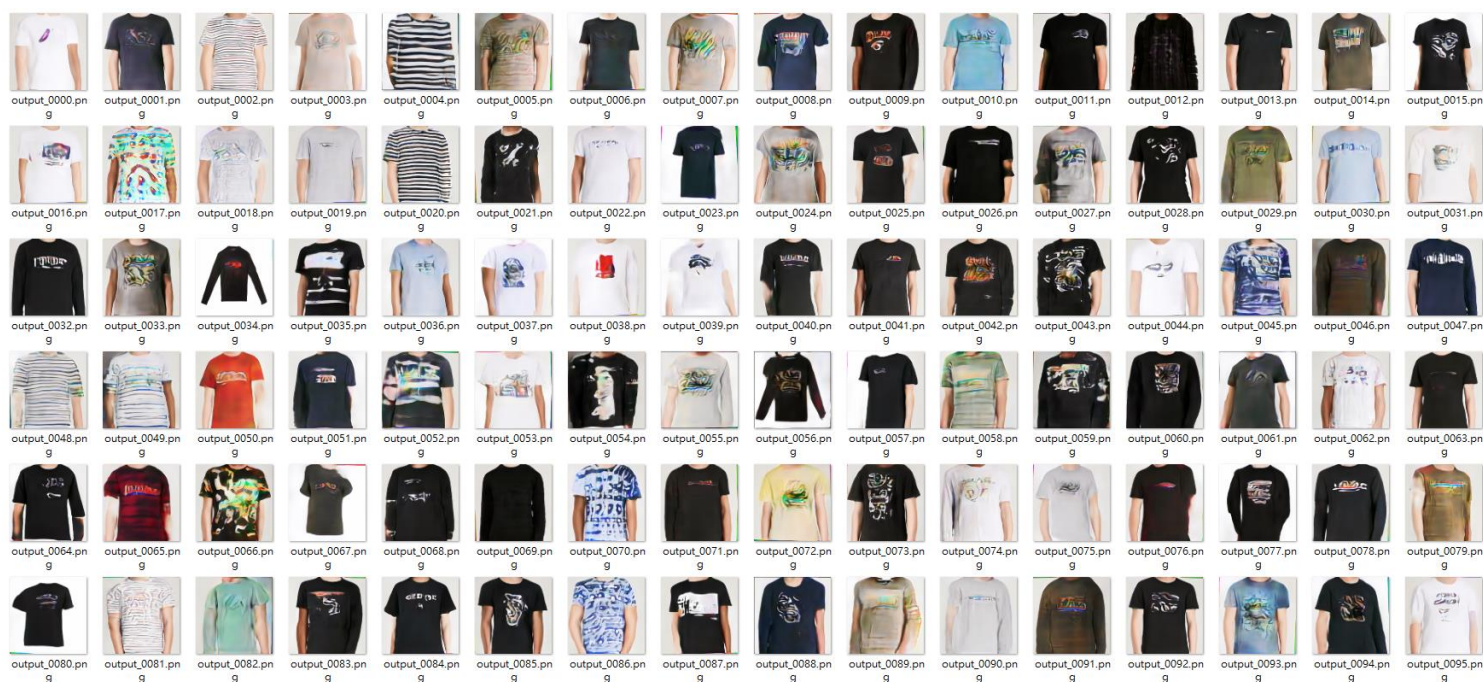 output_0000.pn output_0001.pn output_0002.pn output_0003.pn output_0004.pn output_0005.pn output_0006.pn output_0007.pn output_0008.pn output_0009.pn output_0010.pn output_0011.pn output_0012.pn output_0013.pn output_0014.pn output_0015.pn
g g g g g g g g g g g g g g g g
output_0016.pn output_0017.pn output_0018.pn output_0019.pn output_0020.pn output_0021.pn output_0022.pn output_0023.pn output_0024.pn output_0025.pn output_0026.pn output_0027.pn output_0028.pn output_0029.pn output_0030.pn output_0031.pn
g g g g g g g g g g g g g g g g
output_0032.pn output_0033.pn output_0034.pn output_0035.pn output_0036.pn output_0037.pn output_0038.pn output_0039.pn output_0040.pn output_0041.pn output_0042.pn output_0043.pn output_0044.pn output_0045.pn output_0046.pn output_0047.pn
g g g g g g g g g g g g g g g g
output_0048.pn output_0049.pn output_0050.pn output_0051.pn output_0052.pn output_0053.pn output_0054.pn output_0055.pn output_0056.pn output_0057.pn output_0058.pn output_0059.pn output_0060.pn output_0061.pn output_0062.pn output_0063.pn
g g g g g g g g g g g g g g g g
output_0064.pn output_0065.pn output_0066.pn output_0067.pn output_0068.pn output_0069.pn output_0070.pn output_0071.pn output_0072.pn output_0073.pn output_0074.pn output_0075.pn output_0076.pn output_0077.pn output_0078.pn output_0079.pn
g g g g g g g g g g g g g g g g
output_0080.pn output_0081.pn output_0082.pn output_0083.pn output_0084.pn output_0085.pn output_0086.pn output_0087.pn output_0088.pn output_0089.pn output_0090.pn output_0091.pn output_0092.pn output_0093.pn output_0094.pn output_0095.pn
g g g g g g g g g g g g g g g g